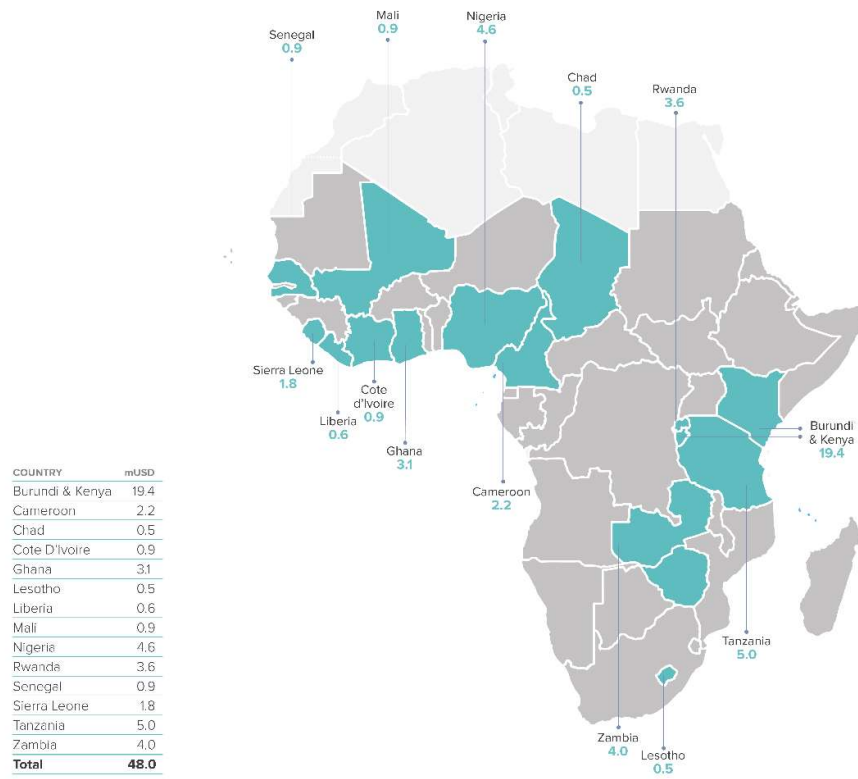 Mali
0.9
Nigeria
4.6
Senegal
0.9
Chad
0.5
Rwanda
3.6
Sierra Leone
1.8
Cote
d'Ivoire
0.9
Liberia
0.6
Ghana
3.1
Burundi
& Kenya
19.4
Cameroon
2.2
Tanzania
5.0
Zambia
4.0
Lesotho
0.5
COUNTRY mUSD
Burundi & Kenya 19.4
Cameroon 2.2
Chad 0.5
Cote D'Ivoire 0.9
Ghana 3.1
Lesotho 0.5
Liberia 0.6
Mali 0.9
Nigeria 4.6
Rwanda 3.6
Senegal 0.9
Sierra Leone 1.8
Tanzania 5.0
Zambia 4.0
Total 48.0